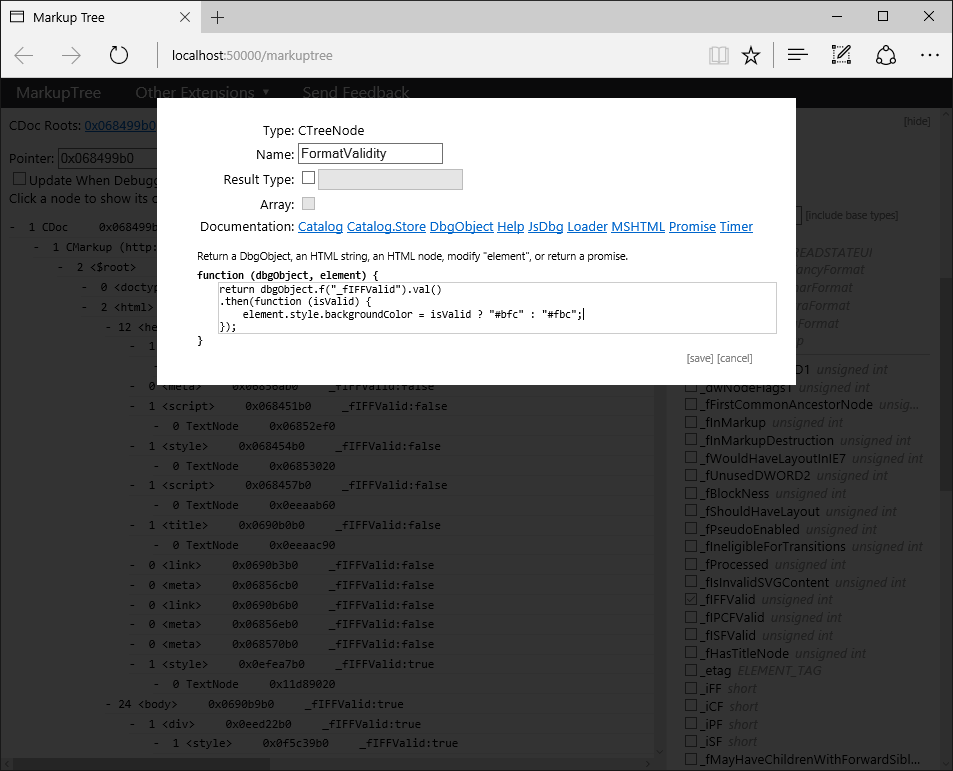 Markup Tree
localhost:50000/markuptree
MarkupTree Other Extensions ▼ Send Feedback
CDoc Roots: 0x068499b0
[hide]
Pointer: 0x068499b0
Update When Debugg
Click a node to show its c
[include base types]
- 1 CDoc 0x068499b
- 1 CMarkup (http:
- 2 <$root>
- 0 <doctyp
- 2 <html>
- 12 <he
- 1
Type: CTreeNode
Name: FormatValidity
Result Type:
Array:
Documentation: Catalog Catalog.Store DbgObject Help JsDbg Loader MSHTML Promise Timer
Return a DbgObject, an HTML string, an HTML node, modify "element", or return a promise.
function (dbgObject, element) {
return dbgObject.f("_fIFFValid").val()
.then(function (isValid) {
element.style.backgroundColor = isValid ? "#bfc" : "#fbc";
});
}
[save] [cancel]
READSTATEUI
ancyFormat
arFormat
raFormat
Format
p
D1 unsigned int
- 0 <meta> 0x06856ab0 _fIFFValid:false
- 1 <script> 0x068451b0 _fIFFValid:false
- 0 TextNode 0x06852ef0
- 1 <style> 0x068454b0 _fIFFValid:false
- 0 TextNode 0x06853020
- 1 <script> 0x068457b0 _fIFFValid:false
- 0 TextNode 0x0eeaab60
- 1 <title> 0x0690b0b0 _fIFFValid:false
- 0 TextNode 0x0eeaac90
- 0 <link> 0x0690b3b0 _fIFFValid:false
- 0 <meta> 0x06856cb0 _fIFFValid:false
- 0 <link> 0x0690b6b0 _fIFFValid:false
- 0 <meta> 0x06856eb0 _fIFFValid:false
- 0 <meta> 0x068570b0 _fIFFValid:false
- 1 <style> 0x0efea7b0 _fIFFValid:true
- 0 TextNode 0x11d89020
- 24 <body> 0x0690b9b0 _fIFFValid:true
- 1 <div> 0x0eed22b0 _fIFFValid:true
- 1 <style> 0x0f5c39b0 _fIFFValid:true
_dwNodeFlags1 unsigned int
_fFirstCommonAncestorNode unsig...
_fInMarkup unsigned int
_fInMarkupDestruction unsigned int
_fWouldHaveLayoutInIE7 unsigned int
_fUnusedDWORD2 unsigned int
_fBlockNess unsigned int
_fShouldHaveLayout unsigned int
_fPseudoEnabled unsigned int
_fIneligibleForTransitions unsigned int
_fProcessed unsigned int
_fIsInvalidSVGContent unsigned int
_fIFFValid unsigned int
_fIPCFValid unsigned int
_fISFValid unsigned int
_fHasTitleNode unsigned int
_etag ELEMENT_TAG
_iFF short
_iCF short
_iPF short
_iSF short
_fMayHaveChildrenWithForwardSibl...